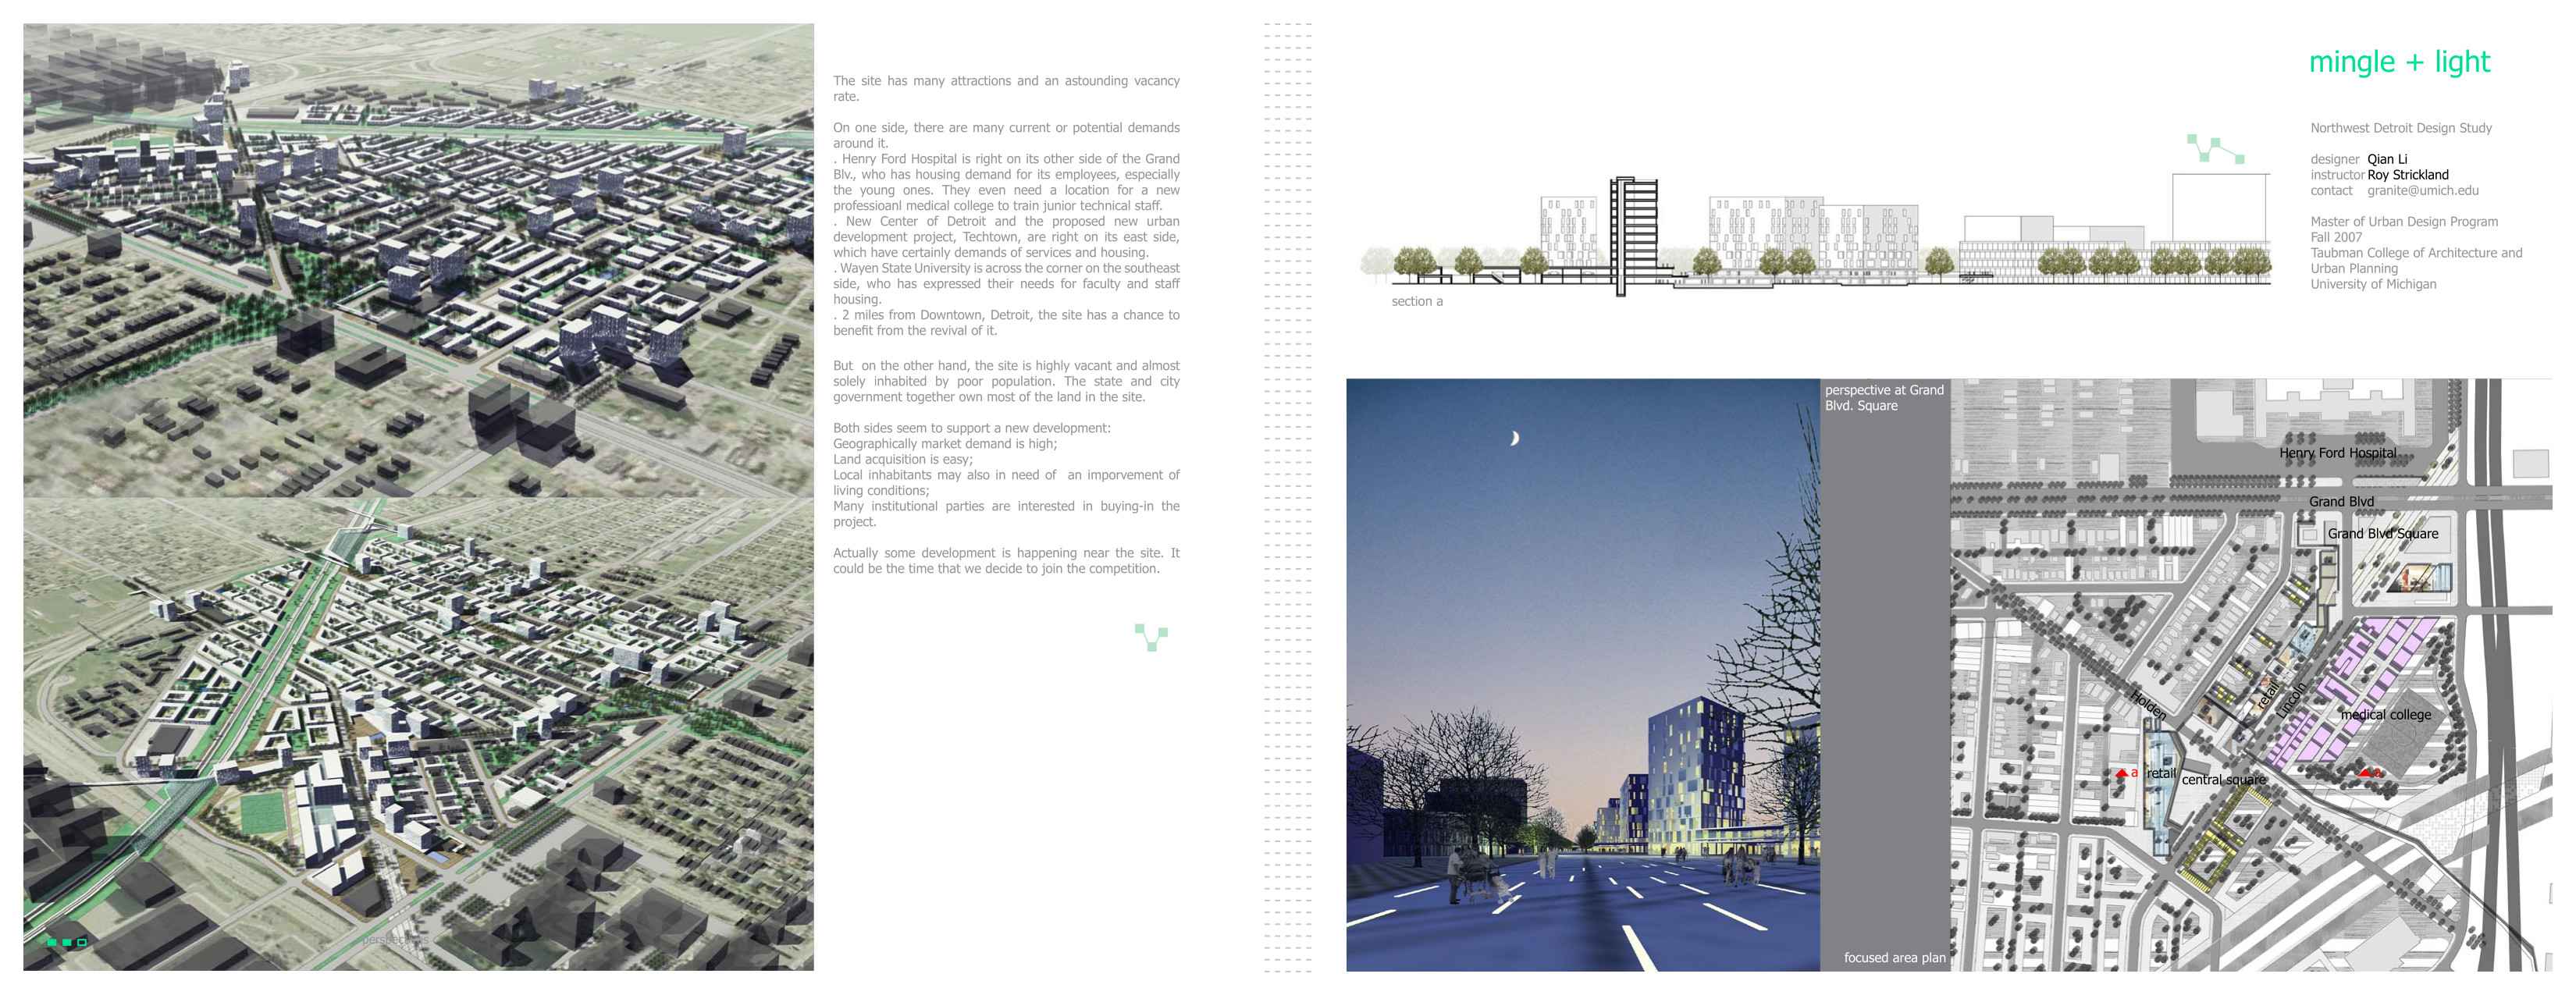 The site has many attractions and an astounding vacancy
rate.
On one side, there are many current or potential demands
around it.
. Henry Ford Hospital is right on its other side of the Grand
Blv., who has housing demand for its employees, especially
the young ones. They even need a location for a new
professioanl medical college to train junior technical staff.
. New Center of Detroit and the proposed new urban
development project, Techtown, are right on its east side,
which have certainly demands of services and housing.
. Wayen State University is across the corner on the southeast
side, who has expressed their needs for faculty and staff
housing.
. 2 miles from Downtown, Detroit, the site has a chance to
benefit from the revival of it.
But on the other hand, the site is highly vacant and almost
solely inhabited by poor population. The state and city
government together own most of the land in the site.
Both sides seem to support a new development:
Geographically market demand is high;
Land acquisition is easy;
Local inhabitants may also in need of an imporvement of
living conditions;
Many institutional parties are interested in buying-in the
project.
Actually some development is happening near the site. It
could be the time that we decide to join the competition.
perspectives
section a
mingle + light
Northwest Detroit Design Study
designer Qian Li
instructor Roy Strickland
contact granite@umich.edu
Master of Urban Design Program
Fall 2007
Taubman College of Architecture and
Urban Planning
University of Michigan
perspective at Grand
Blvd. Square
focused area plan
Henry Ford Hospital
Grand Blvd
Grand Blvd Square
Holden
retail
Lincoln
medical college
a retail
central square
a